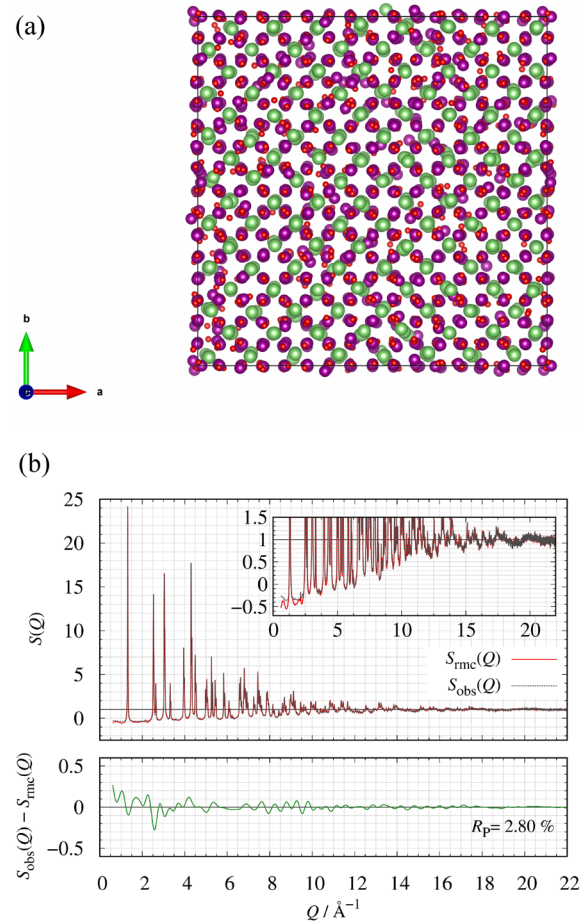 (a)
b
a
(b)
25
20
15
10
5
0
S(Q)
1.5
1
0.5
0
−0.5
0 5 10 15 20
S_rmc(Q)
S_obs(Q)
0.5
0
−0.5
S_obs(Q) − S_rmc(Q)
R_P= 2.80 %
0 2 4 6 8 10 12 14 16 18 20 22
Q / Å⁻¹